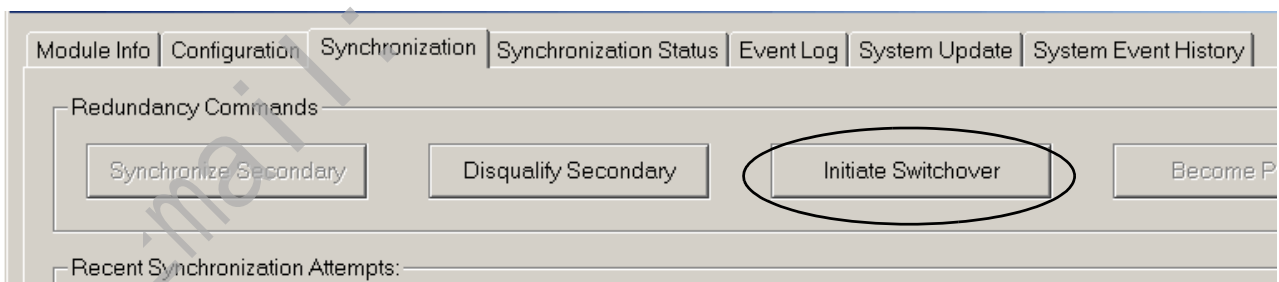 Module Info Configuration Synchronization Synchronization Status Event Log System Update System Event History
Redundancy Commands
Synchronize Secondary Disqualify Secondary Initiate Switchover Become P
Recent Synchronization Attempts: